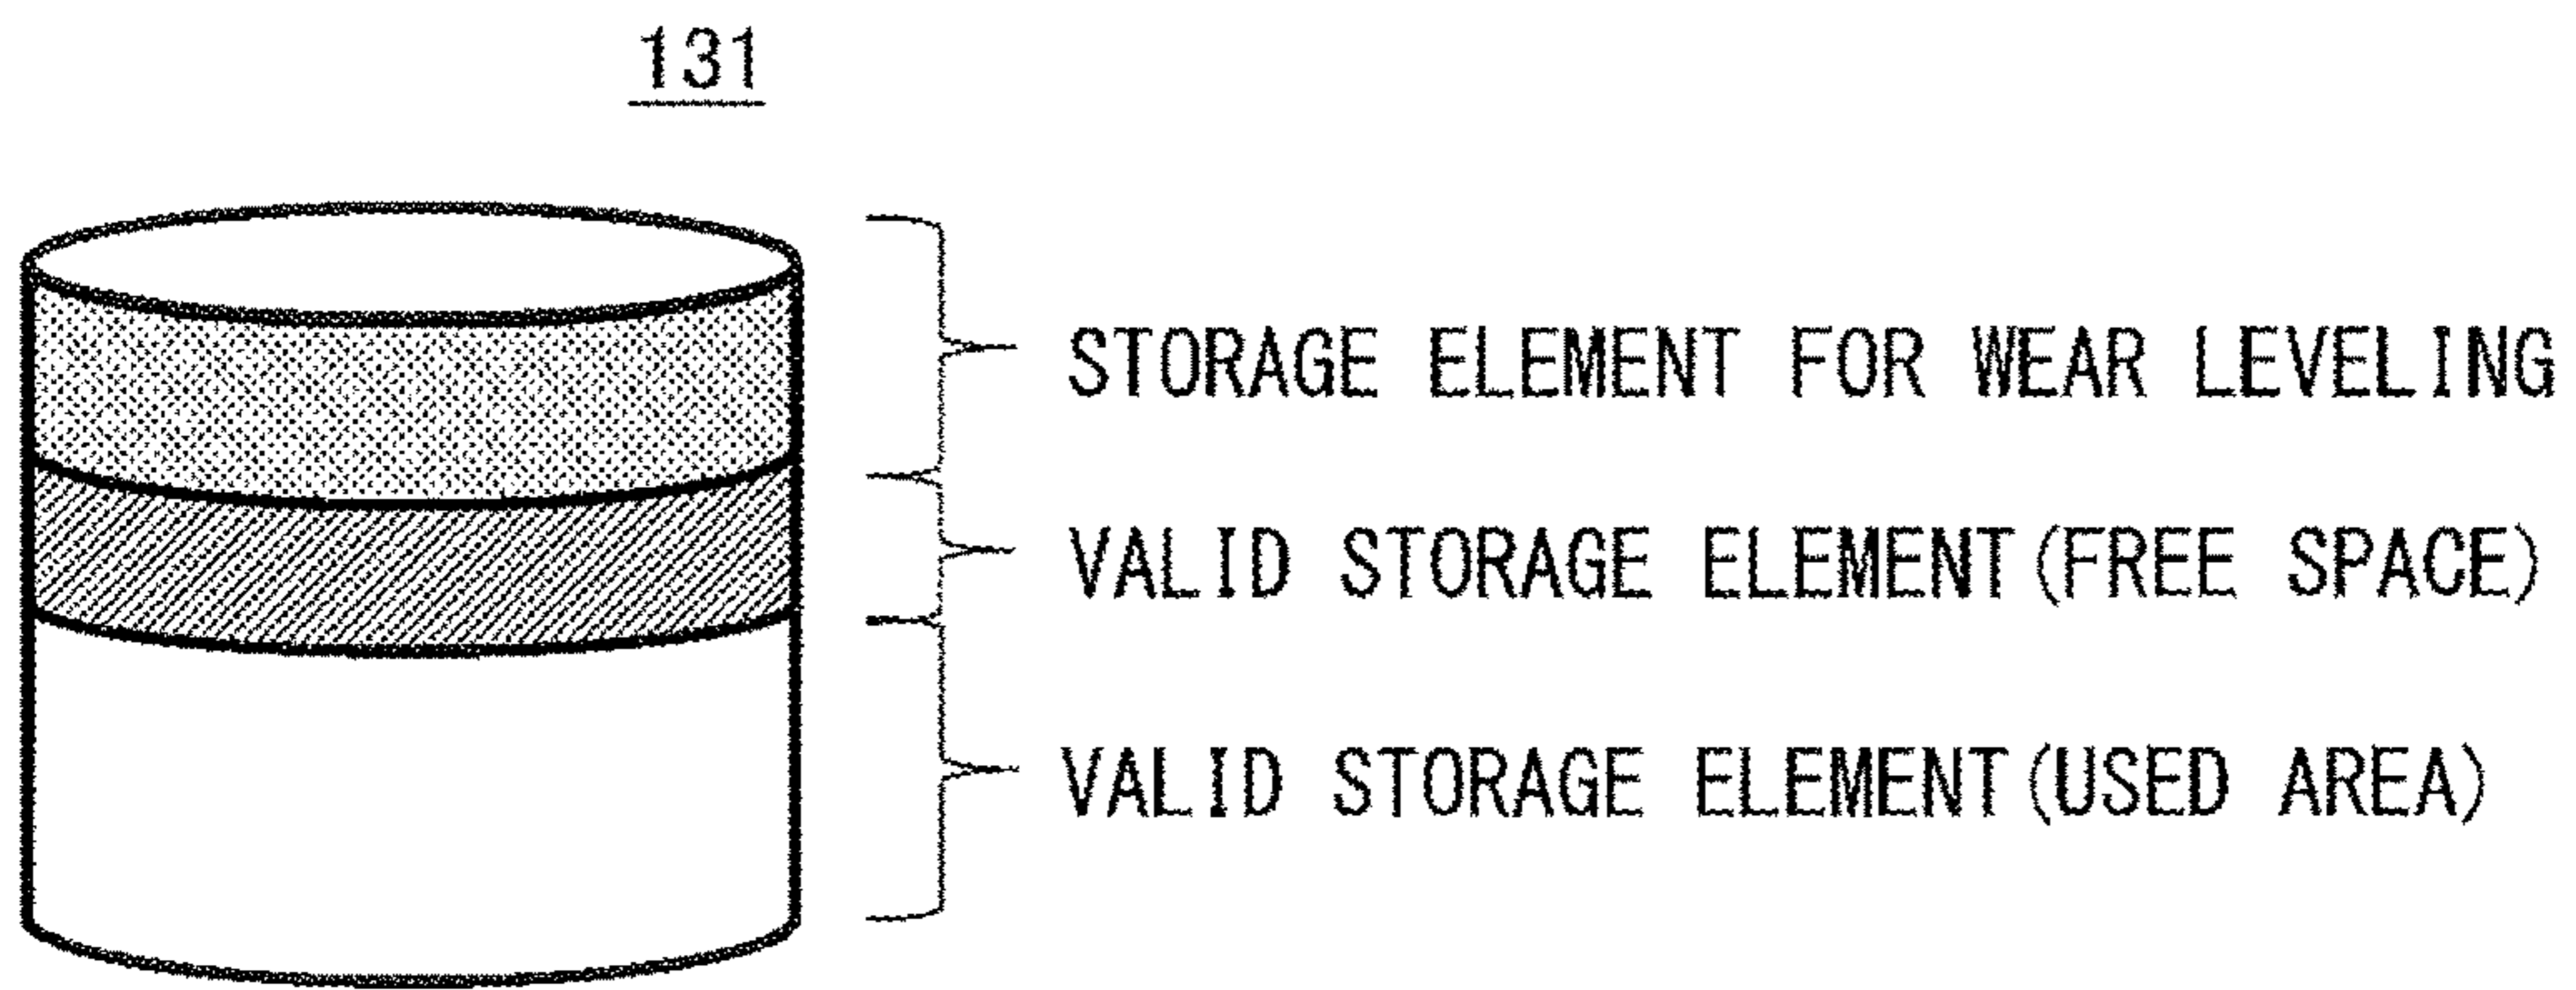 131
STORAGE ELEMENT FOR WEAR LEVELING
VALID STORAGE ELEMENT(FREE SPACE)
VALID STORAGE ELEMENT(USED AREA)